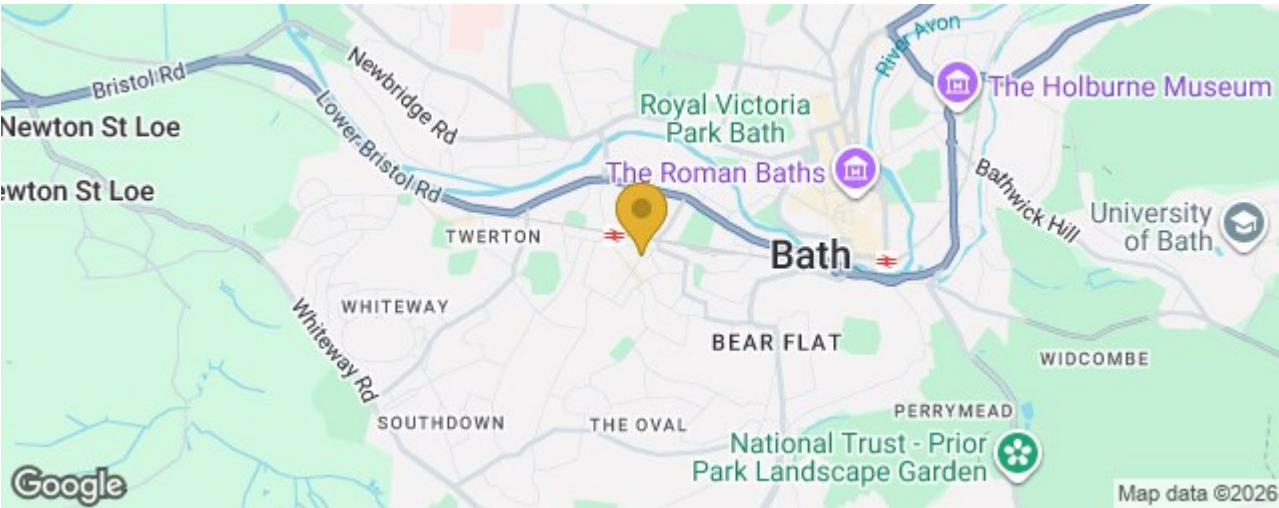 River Avon
Bristol Rd
Newbridge Rd
The Holburne Museum
Royal Victoria
Park Bath
Lower-Bristol Rd
Newton St Loe
The Roman Baths
Bathwick Hill
ewton St Loe
University
of Bath
TWERTON
Bath
WHITEWAY
Whiteway Rd
BEAR FLAT
WIDCOMBE
PERRYMEAD
SOUTHDOWN
THE OVAL
National Trust - Prior
Park Landscape Garden
Google
Map data ©2026